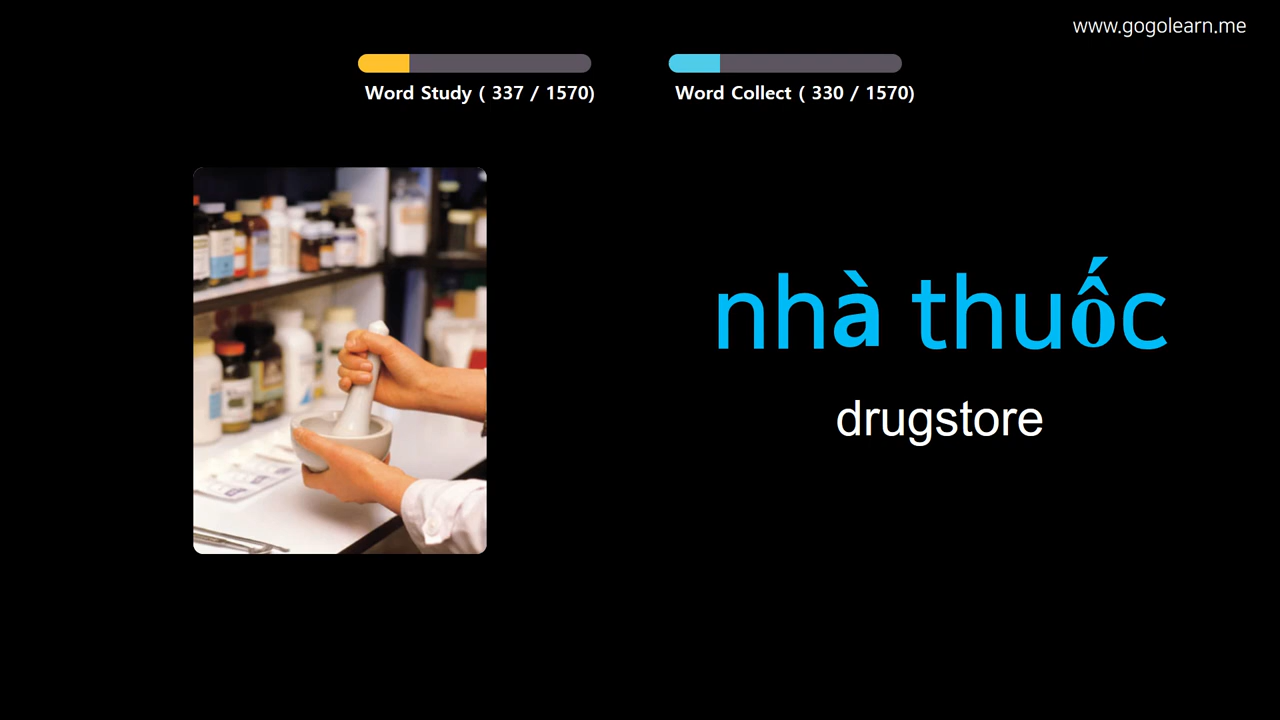 www.gogolearn.me
Word Study ( 337 / 1570)
Word Collect ( 330 / 1570)
nhà thuốc
drugstore